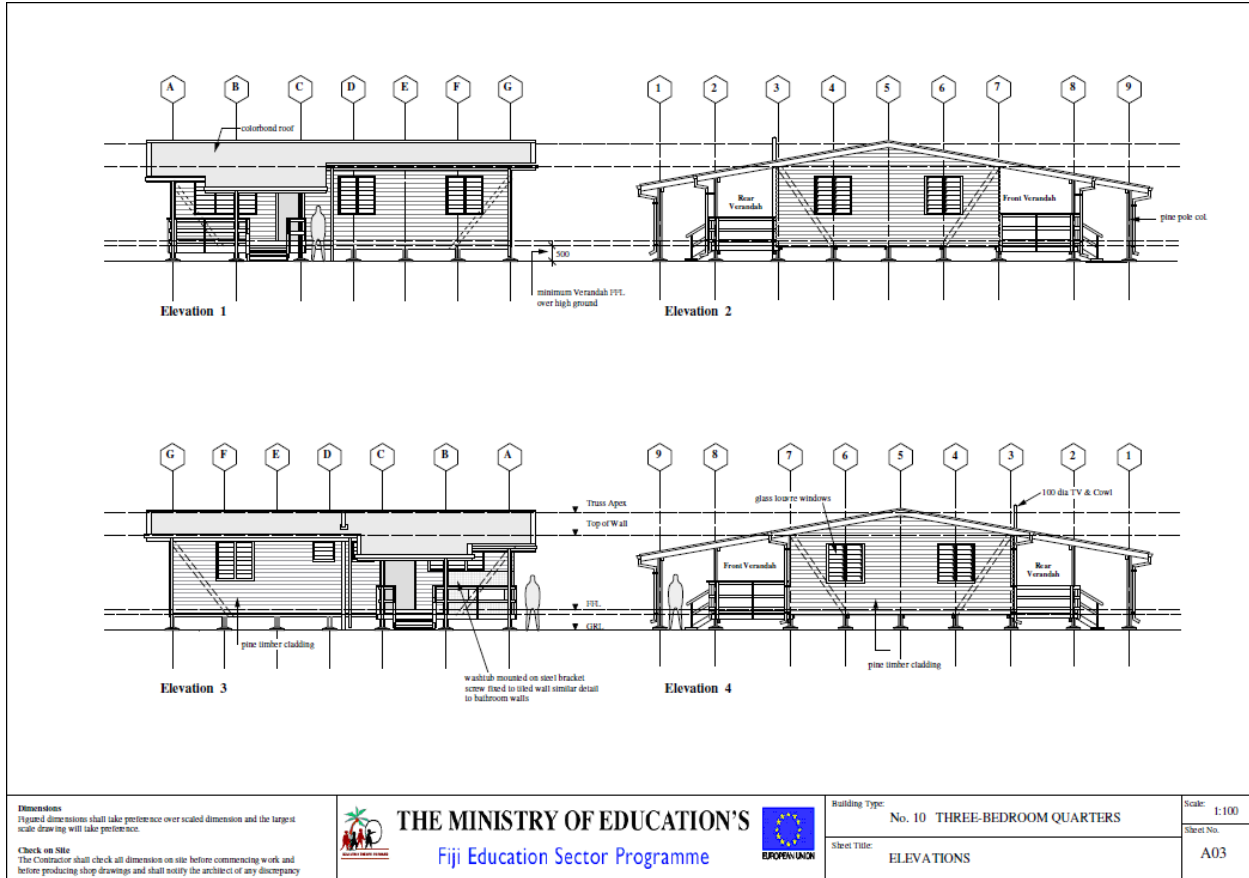 A B C D E F G
1 2 3 4 5 6 7 8 9
colorbond roof
Rear
Verandah
Front Verandah
pine pole col.
500
minimum Verandah FFL
over high ground
Elevation 1
Elevation 2
G F E D C B A
9 8 7 6 5 4 3 2 1
glass louvre windows
100 dia TV & Cowl
Truss Apex
Top of Wall
Front Verandah
Rear
Verandah
FFL
GRL
pine timber cladding
pine timber cladding
washtub mounted on steel bracket
screw fixed to tiled wall similar detail
to bathroom walls
Elevation 3
Elevation 4
Dimensions
Figured dimensions shall take preference over scaled dimension and the largest
scale drawing will take preference.
Check on Site
The Contractor shall check all dimension on site before commencing work and
before producing shop drawings and shall notify the architect of any discrepancy
THE MINISTRY OF EDUCATION'S
Fiji Education Sector Programme
EUROPEAN UNION
Building Type:
No. 10 THREE-BEDROOM QUARTERS
Sheet Title:
ELEVATIONS
Scale:
1:100
Sheet No.
A03